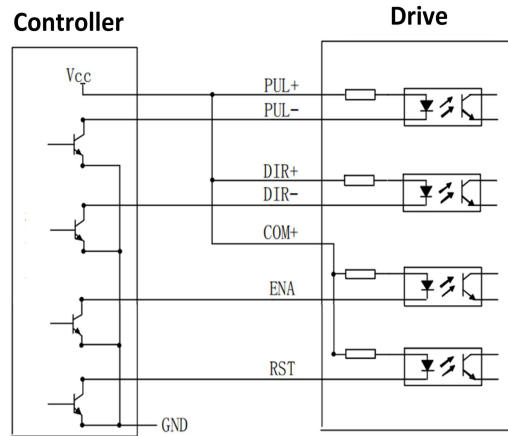 Controller
Drive
Vcc
PUL+
PUL-
DIR+
DIR-
COM+
ENA
RST
GND